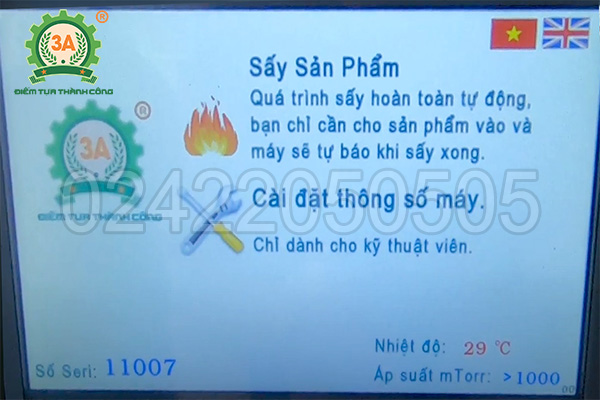 3A
®
ĐIỂM TỰA THÀNH CÔNG
Sấy Sản Phẩm
Quá trình sấy hoàn toàn tự động,
bạn chỉ cần cho sản phẩm vào và
máy sẽ tự báo khi sấy xong.
®
3A
ĐIỂM TỰA THÀNH CÔNG
02422050505
Cài đặt thông số máy.
Chỉ dành cho kỹ thuật viên.
Nhiệt độ: 29 °C
Số Seri: 11007
Áp suất mTorr: >1000
00